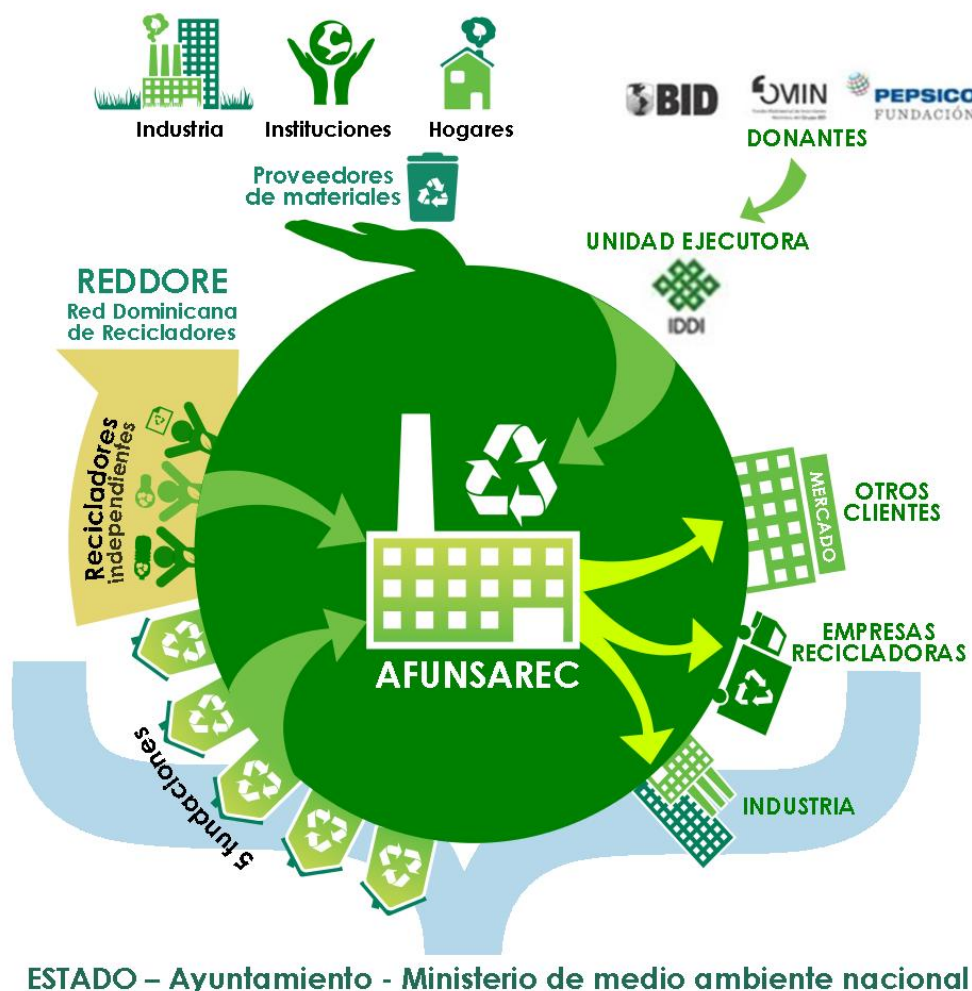 Industria
Instituciones
Hogares
BID
FOMIN
PEPSICO
FUNDACIÓN
DONANTES
Proveedores
de materiales
UNIDAD EJECUTORA
IDDI
REDDORE
Red Dominicana
de Recicladores
Recicladores
independientes
MERCADO
OTROS
CLIENTES
AFUNSAREC
EMPRESAS
RECICLADORAS
5 fundaciones
INDUSTRIA
ESTADO – Ayuntamiento - Ministerio de medio ambiente nacional